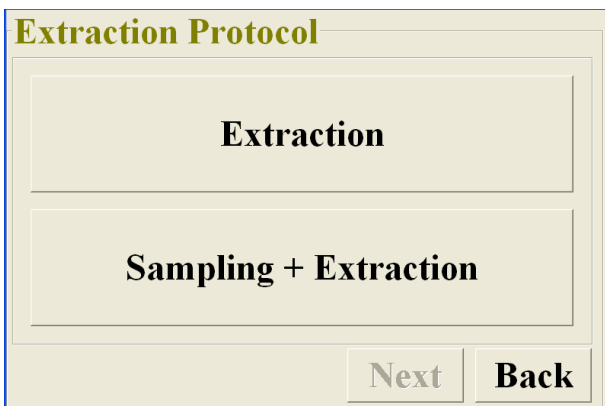 Extraction Protocol
Extraction
Sampling + Extraction
Next Back